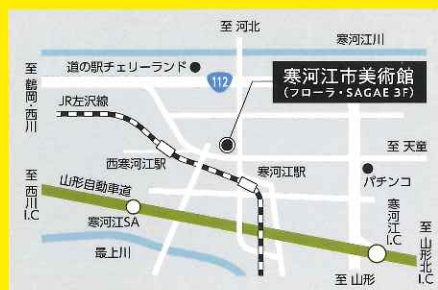 至 河北
寒河江川
至 鶴岡・西川
道の駅チェリーランド
112
寒河江市美術館
(フローラ・SAGAE 3F)
JR左沢線
至 天童
西寒河江駅
寒河江駅
パチンコ
至 西川I.C
山形自動車道
寒河江SA
寒河江I.C
最上川
至 山形北I.C
至 山形